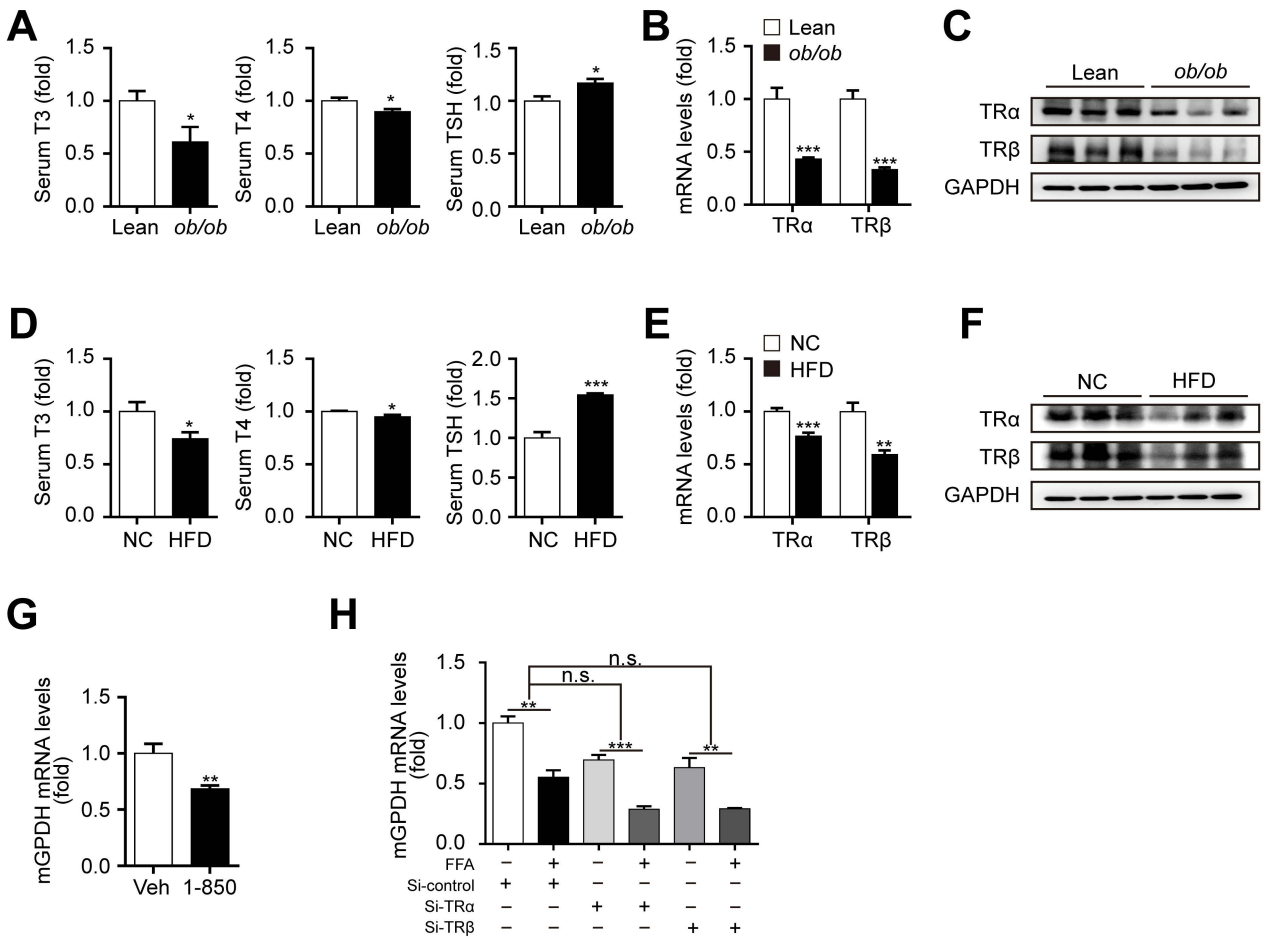 A
Serum T3 (fold)
1.5
1.0
0.5
0.0
*
Lean ob/ob
Serum T4 (fold)
1.5
1.0
0.5
0.0
*
Lean ob/ob
Serum TSH (fold)
1.5
1.0
0.5
0.0
*
Lean ob/ob
B
Lean
ob/ob
mRNA levels (fold)
1.5
1.0
0.5
0.0
***
***
TRα TRβ
C
Lean ob/ob
TRα
TRβ
GAPDH
D
Serum T3 (fold)
1.5
1.0
0.5
0.0
*
NC HFD
Serum T4 (fold)
1.5
1.0
0.5
0.0
*
NC HFD
Serum TSH (fold)
2.0
1.5
1.0
0.5
0.0
***
NC HFD
E
NC
HFD
mRNA levels (fold)
1.5
1.0
0.5
0.0
***
**
TRα TRβ
F
NC HFD
TRα
TRβ
GAPDH
G
mGPDH mRNA levels
(fold)
1.5
1.0
0.5
0.0
**
Veh 1-850
H
mGPDH mRNA levels
(fold)
1.5
1.0
0.5
0.0
n.s.
n.s.
**
***
**
FFA − + − + − +
Si-control + + − − − −
Si-TRα − − + + − −
Si-TRβ − − − − + +